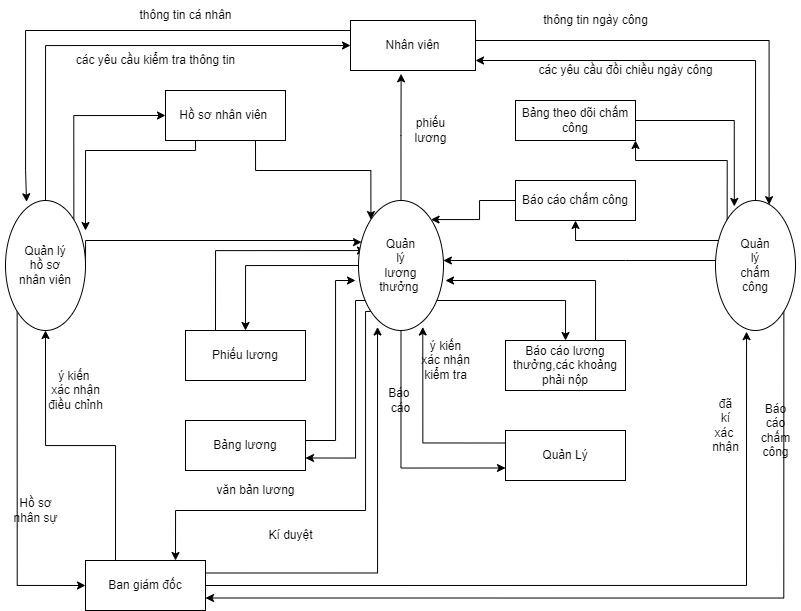 thông tin cá nhân
thông tin ngày công
Nhân viên
các yêu cầu kiểm tra thông tin
các yêu cầu đồi chiều ngày công
Hồ sơ nhân viên
phiếu
lương
Bảng theo dõi chấm
công
Báo cáo chấm công
Quản lý
hồ sơ
nhân viên
Quản
lý
lương
thưởng
Quản
lý
chấm
công
Phiếu lương
ý kiến
xác nhận
kiểm tra
Báo cáo lương
thưởng,các khoảng
phải nộp
ý kiến
xác nhận
điều chỉnh
Báo
cáo
đã
kí
xác
nhận
Báo
cáo
chấm
công
Bảng lương
Quản Lý
văn bản lương
Hồ sơ
nhân sự
Kí duyệt
Ban giám đốc